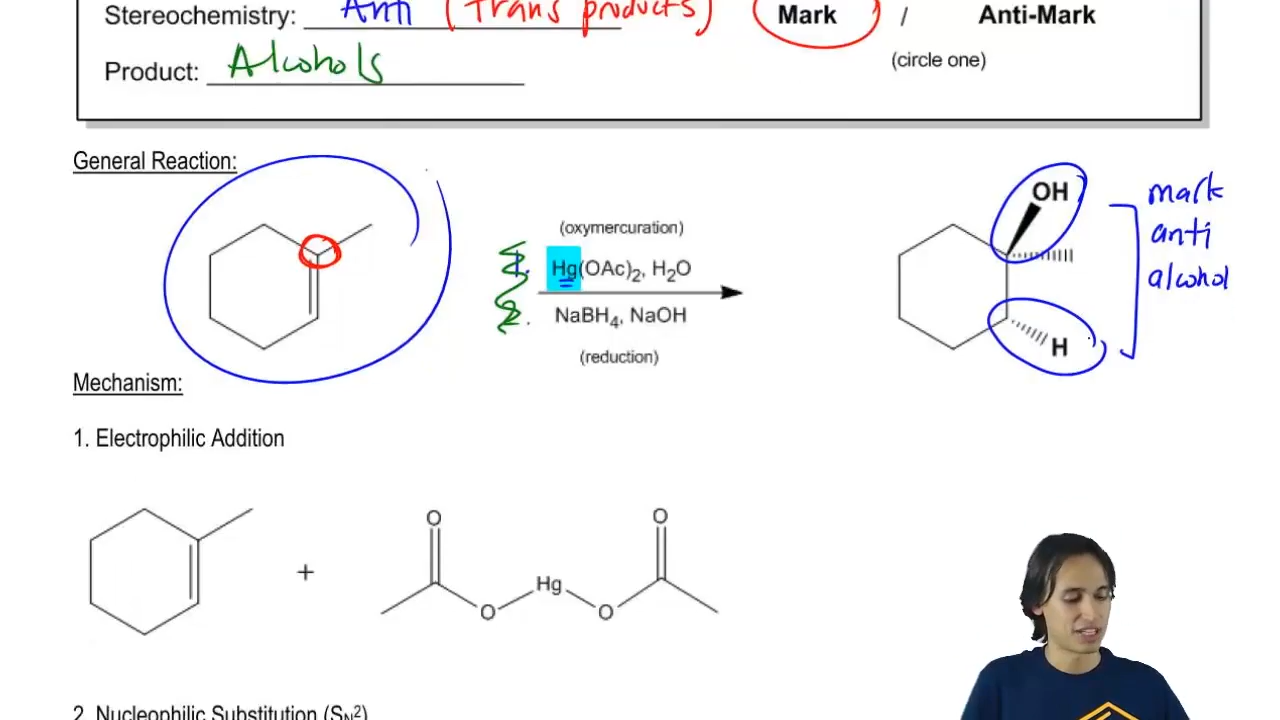 Stereochemistry: Anti (Trans products) Mark / Anti-Mark
(circle one)
Product: Alcohols
General Reaction:
(oxymercuration)
1. Hg(OAc)2, H2O
2. NaBH4, NaOH
(reduction)
OH
H
mark
anti
alcohol
Mechanism:
1. Electrophilic Addition
+
O
O
Hg
O
O
2. Nucleophilic Substitution (SN2)